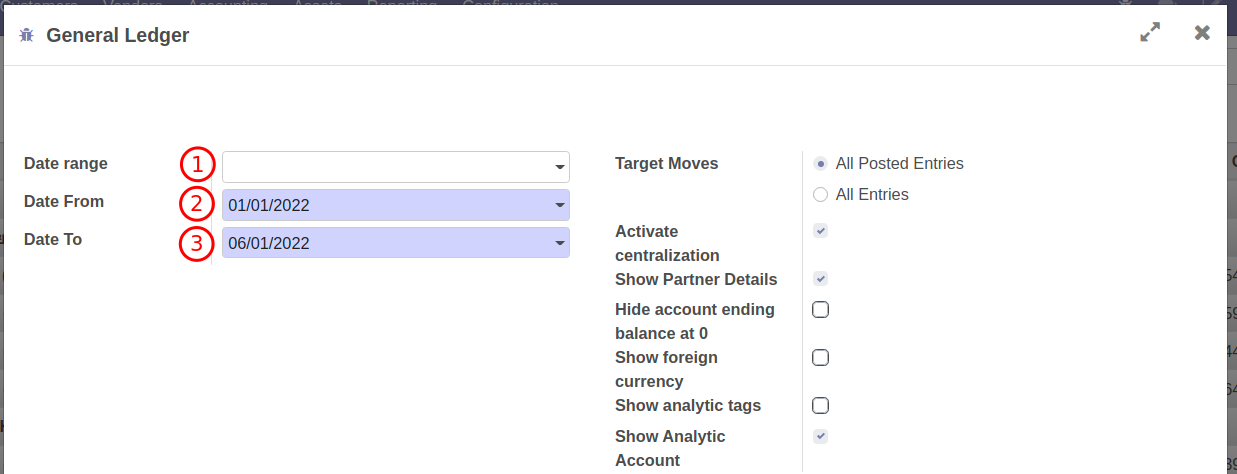 Customers Vendors Accounting Assets Reporting Configuration
General Ledger
Date range
1
Date From
2
01/01/2022
Date To
3
06/01/2022
Target Moves
All Posted Entries
All Entries
Activate
centralization
Show Partner Details
Hide account ending
balance at 0
Show foreign
currency
Show analytic tags
Show Analytic
Account